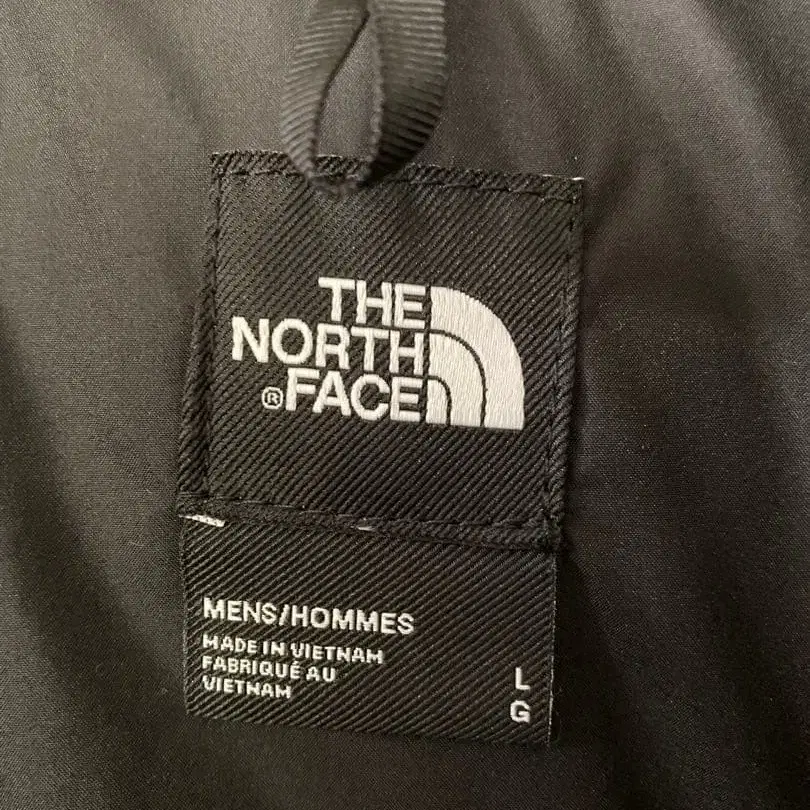 THE
NORTH
®FACE
MENS/HOMMES
MADE IN VIETNAM
FABRIQUÉ AU
VIETNAM
L
G